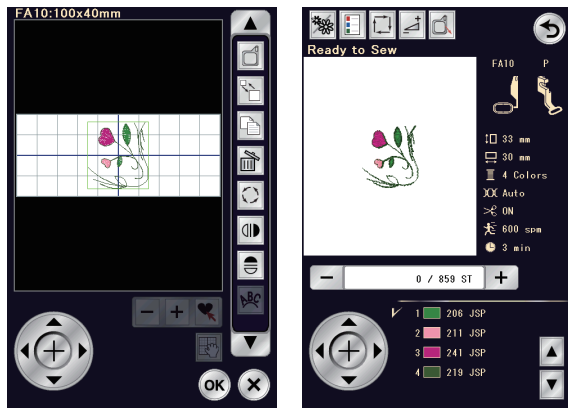 FA10:100x40mm
ABC
OK
Ready to Sew
FA10 P
33 mm
30 mm
4 Colors
Auto
ON
600 spm
3 min
0 / 859 ST
1 206 JSP
2 211 JSP
3 241 JSP
4 219 JSP